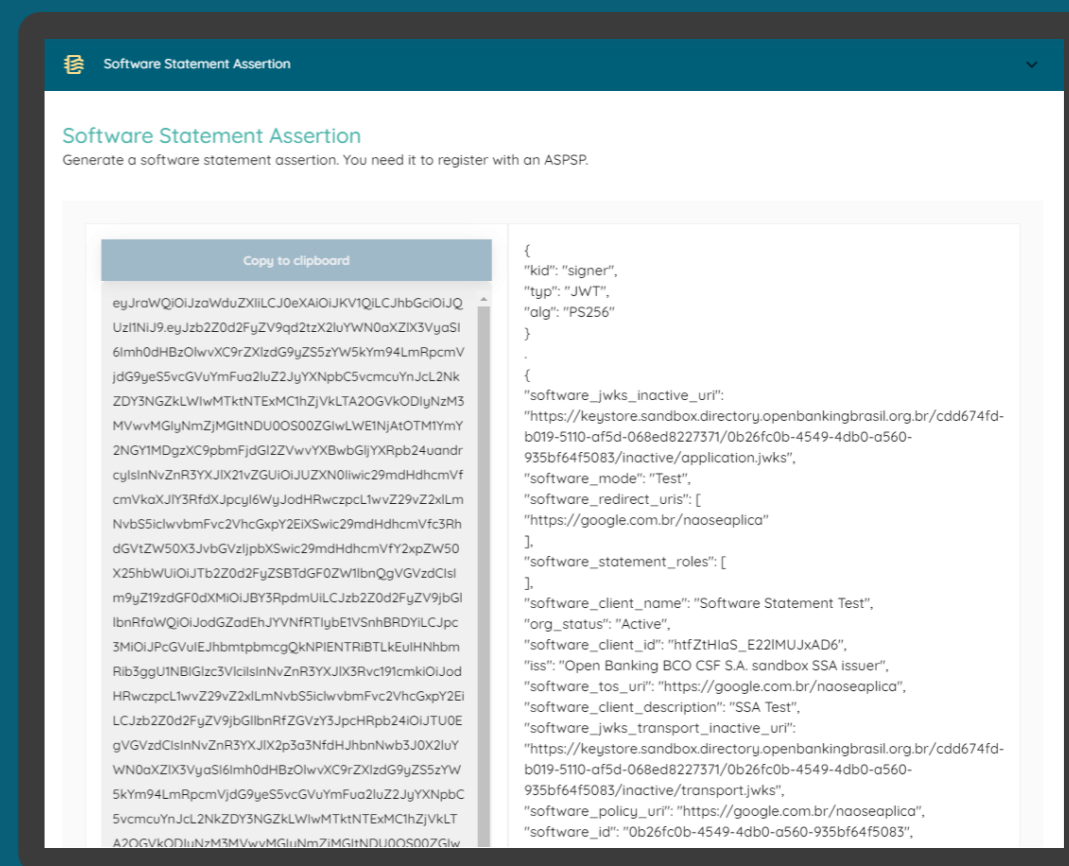 Software Statement Assertion
Software Statement Assertion
Generate a software statement assertion. You need it to register with an ASPSP.
Copy to clipboard
eyJraWQiOiJzaWduZXIiLCJ0eXAiOiJKV1QiLCJhbGciOiJQ
UzI1NiJ9.eyJzb2Z0d2FyZV9qd2tzX2luYWN0aXZlX3VyaSI
6Imh0dHBzOlwvXC9rZXlzdG9yZS5zYW5kYm94LmRpcmV
jdG9yeS5vcGVuYmFua2luZ2JyYXNpbC5vcmcuYnJcL2Nk
ZDY3NGZkLWIwMTktNTExMC1hZjVkLTA2OGVkODIyNzM3
MVwvMGIyNmZjMGItNDU0OS00ZGIwLWE1NjAtOTM1YmY
2NGY1MDgzXC9pbmFjdGl2ZVwvYXBwbGljYXRpb24uandr
cyIsInNvZnR3YXJlX21vZGUiOiJUZXN0Iiwic29mdHdhcmVf
cmVkaXJlY3RfdXJpcyI6WyJodHRwczpcL1wvZ29vZ2xlLm
NvbS5iclwvbmFvc2VhcGxpY2EiXSwic29mdHdhcmVfc3Rh
dGVtZW50X3JvbGVzIjpbXSwic29mdHdhcmVfY2xpZW50
X25hbWUiOiJTb2Z0d2FyZSBTdGF0ZW1lbnQgVGVzdCIsI
m9yZ19zdGF0dXMiOiJBY3RpdmUiLCJzb2Z0d2FyZV9jbGl
lbnRfaWQiOiJodGZadEhJYVNfRTIybElNVUp4QUQ2IiwiaXN
HRwczpcL1wvZ29vZ2xlLmNvbS5iclwvbmFvc2VhcGxpY2Ei
LCJzb2Z0d2FyZV9jbGllbnRfZGVzY3JpcHRpb24iOiJTU0E
gVGVzdCIsInNvZnR3YXJlX2p3a3NfdHJhbnNwb3J0X2luY
WN0aXZlX3VyaSI6Imh0dHBzOlwvXC9rZXlzdG9yZS5zYW
5kYm94LmRpcmVjdG9yeS5vcGVuYmFua2luZ2JyYXNpbC
5vcmcuYnJcL2NkZDY3NGZkLWIwMTktNTExMC1hZjVkLT
A2OGVkODIyNzM3MVwvMGIyNmZjMGItNDU0OS00ZGIw
{
"kid": "signer",
"typ": "JWT",
"alg": "PS256"
}
.
{
"software_jwks_inactive_uri":
"https://keystore.sandbox.directory.openbankingbrasil.org.br/cdd674fd-
b019-5110-af5d-068ed8227371/0b26fc0b-4549-4db0-a560-
935bf64f5083/inactive/application.jwks",
"software_mode": "Test",
"software_redirect_uris": [
"https://google.com.br/naoseaplica"
],
"software_statement_roles": [
],
"software_client_name": "Software Statement Test",
"org_status": "Active",
"software_client_id": "htfZtHIaS_E22lMUJxAD6",
"iss": "Open Banking BCO CSF S.A. sandbox SSA issuer",
"software_tos_uri": "https://google.com.br/naoseaplica",
"software_client_description": "SSA Test",
"software_jwks_transport_inactive_uri":
"https://keystore.sandbox.directory.openbankingbrasil.org.br/cdd674fd-
b019-5110-af5d-068ed8227371/0b26fc0b-4549-4db0-a560-
935bf64f5083/inactive/transport.jwks",
"software_policy_uri": "https://google.com.br/naoseaplica",
"software_id": "0b26fc0b-4549-4db0-a560-935bf64f5083",